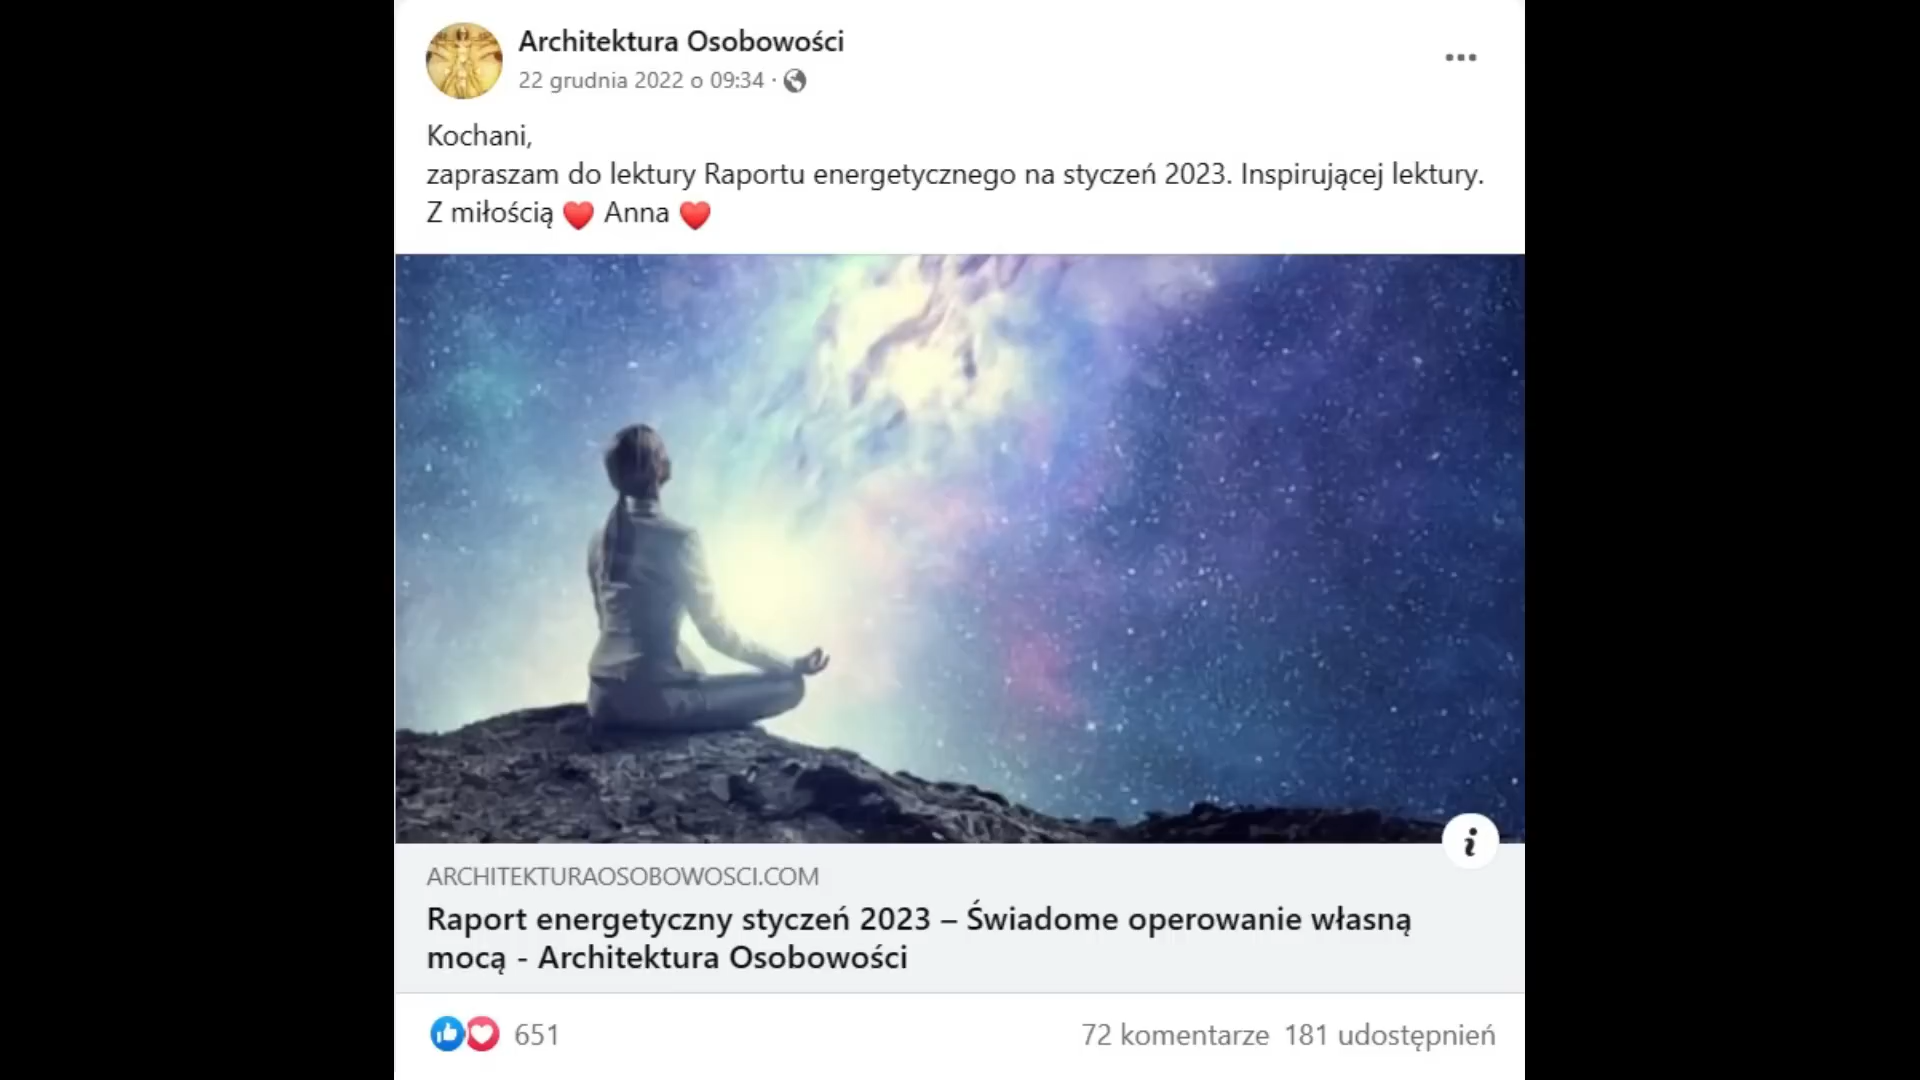 Architektura Osobowości
22 grudnia 2022 o 09:34 ·
Kochani,
zapraszam do lektury Raportu energetycznego na styczeń 2023. Inspirującej lektury.
Z miłością ❤️ Anna ❤️
ARCHITEKTURAOSOBOWOSCI.COM
Raport energetyczny styczeń 2023 – Świadome operowanie własną
mocą - Architektura Osobowości
651
72 komentarze 181 udostępnień